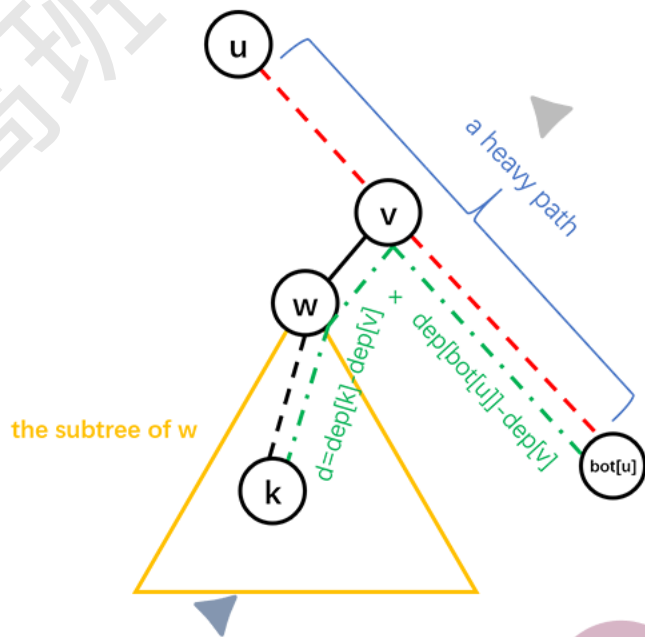 u
a heavy path
v
w
d=dep[k]-dep[v] + dep[bot[u]]-dep[v]
the subtree of w
bot[u]
k